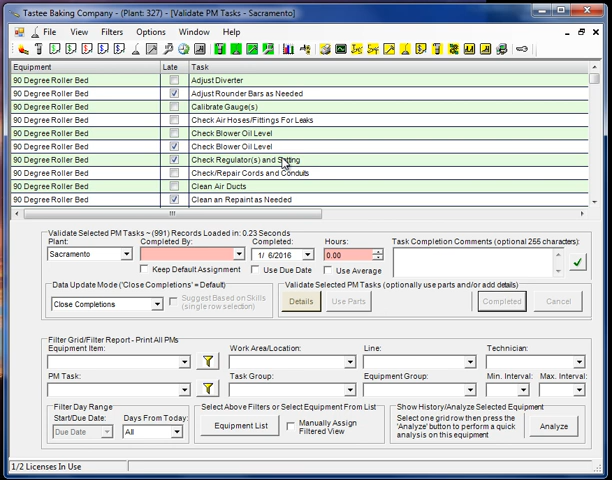 Tastee Baking Company - (Plant: 327) - [Validate PM Tasks - Sacramento]
File View Filters Options Window Help
Equipment Late Task
90 Degree Roller Bed Adjust Diverter
90 Degree Roller Bed Adjust Rounder Bars as Needed
90 Degree Roller Bed Calibrate Gauge(s)
90 Degree Roller Bed Check Air Hoses/Fittings For Leaks
90 Degree Roller Bed Check Blower Oil Level
90 Degree Roller Bed Check Blower Oil Level
90 Degree Roller Bed Check Regulator(s) and Setting
90 Degree Roller Bed Check/Repair Cords and Conduits
90 Degree Roller Bed Clean Air Ducts
90 Degree Roller Bed Clean an Repaint as Needed
Validate Selected PM Tasks ~ (991) Records Loaded in: 0.23 Seconds
Plant: Completed By: Completed: Hours: Task Completion Comments (optional 255 characters):
Sacramento 1/ 6/2016 0.00
Keep Default Assignment Use Due Date Use Average
Data Update Mode ('Close Completions' = Default) Validate Selected PM Tasks (optionally use parts and/or add details)
Close Completions Suggest Based on Skills (single row selection) Details Use Parts Completed Cancel
Filter Grid/Filter Report - Print All PMs
Equipment Item: Work Area/Location: Line: Technician:
PM Task: Task Group: Equipment Group: Min. Interval: Max. Interval:
Filter Day Range Select Above Filters or Select Equipment From List Show History/Analyze Selected Equipment
Start/Due Date: Days From Today: Select one grid row then press the 'Analyze' button to perform a quick analysis on this equipment
Due Date All Equipment List Manually Assign Filtered View Analyze
1/2 Licenses In Use